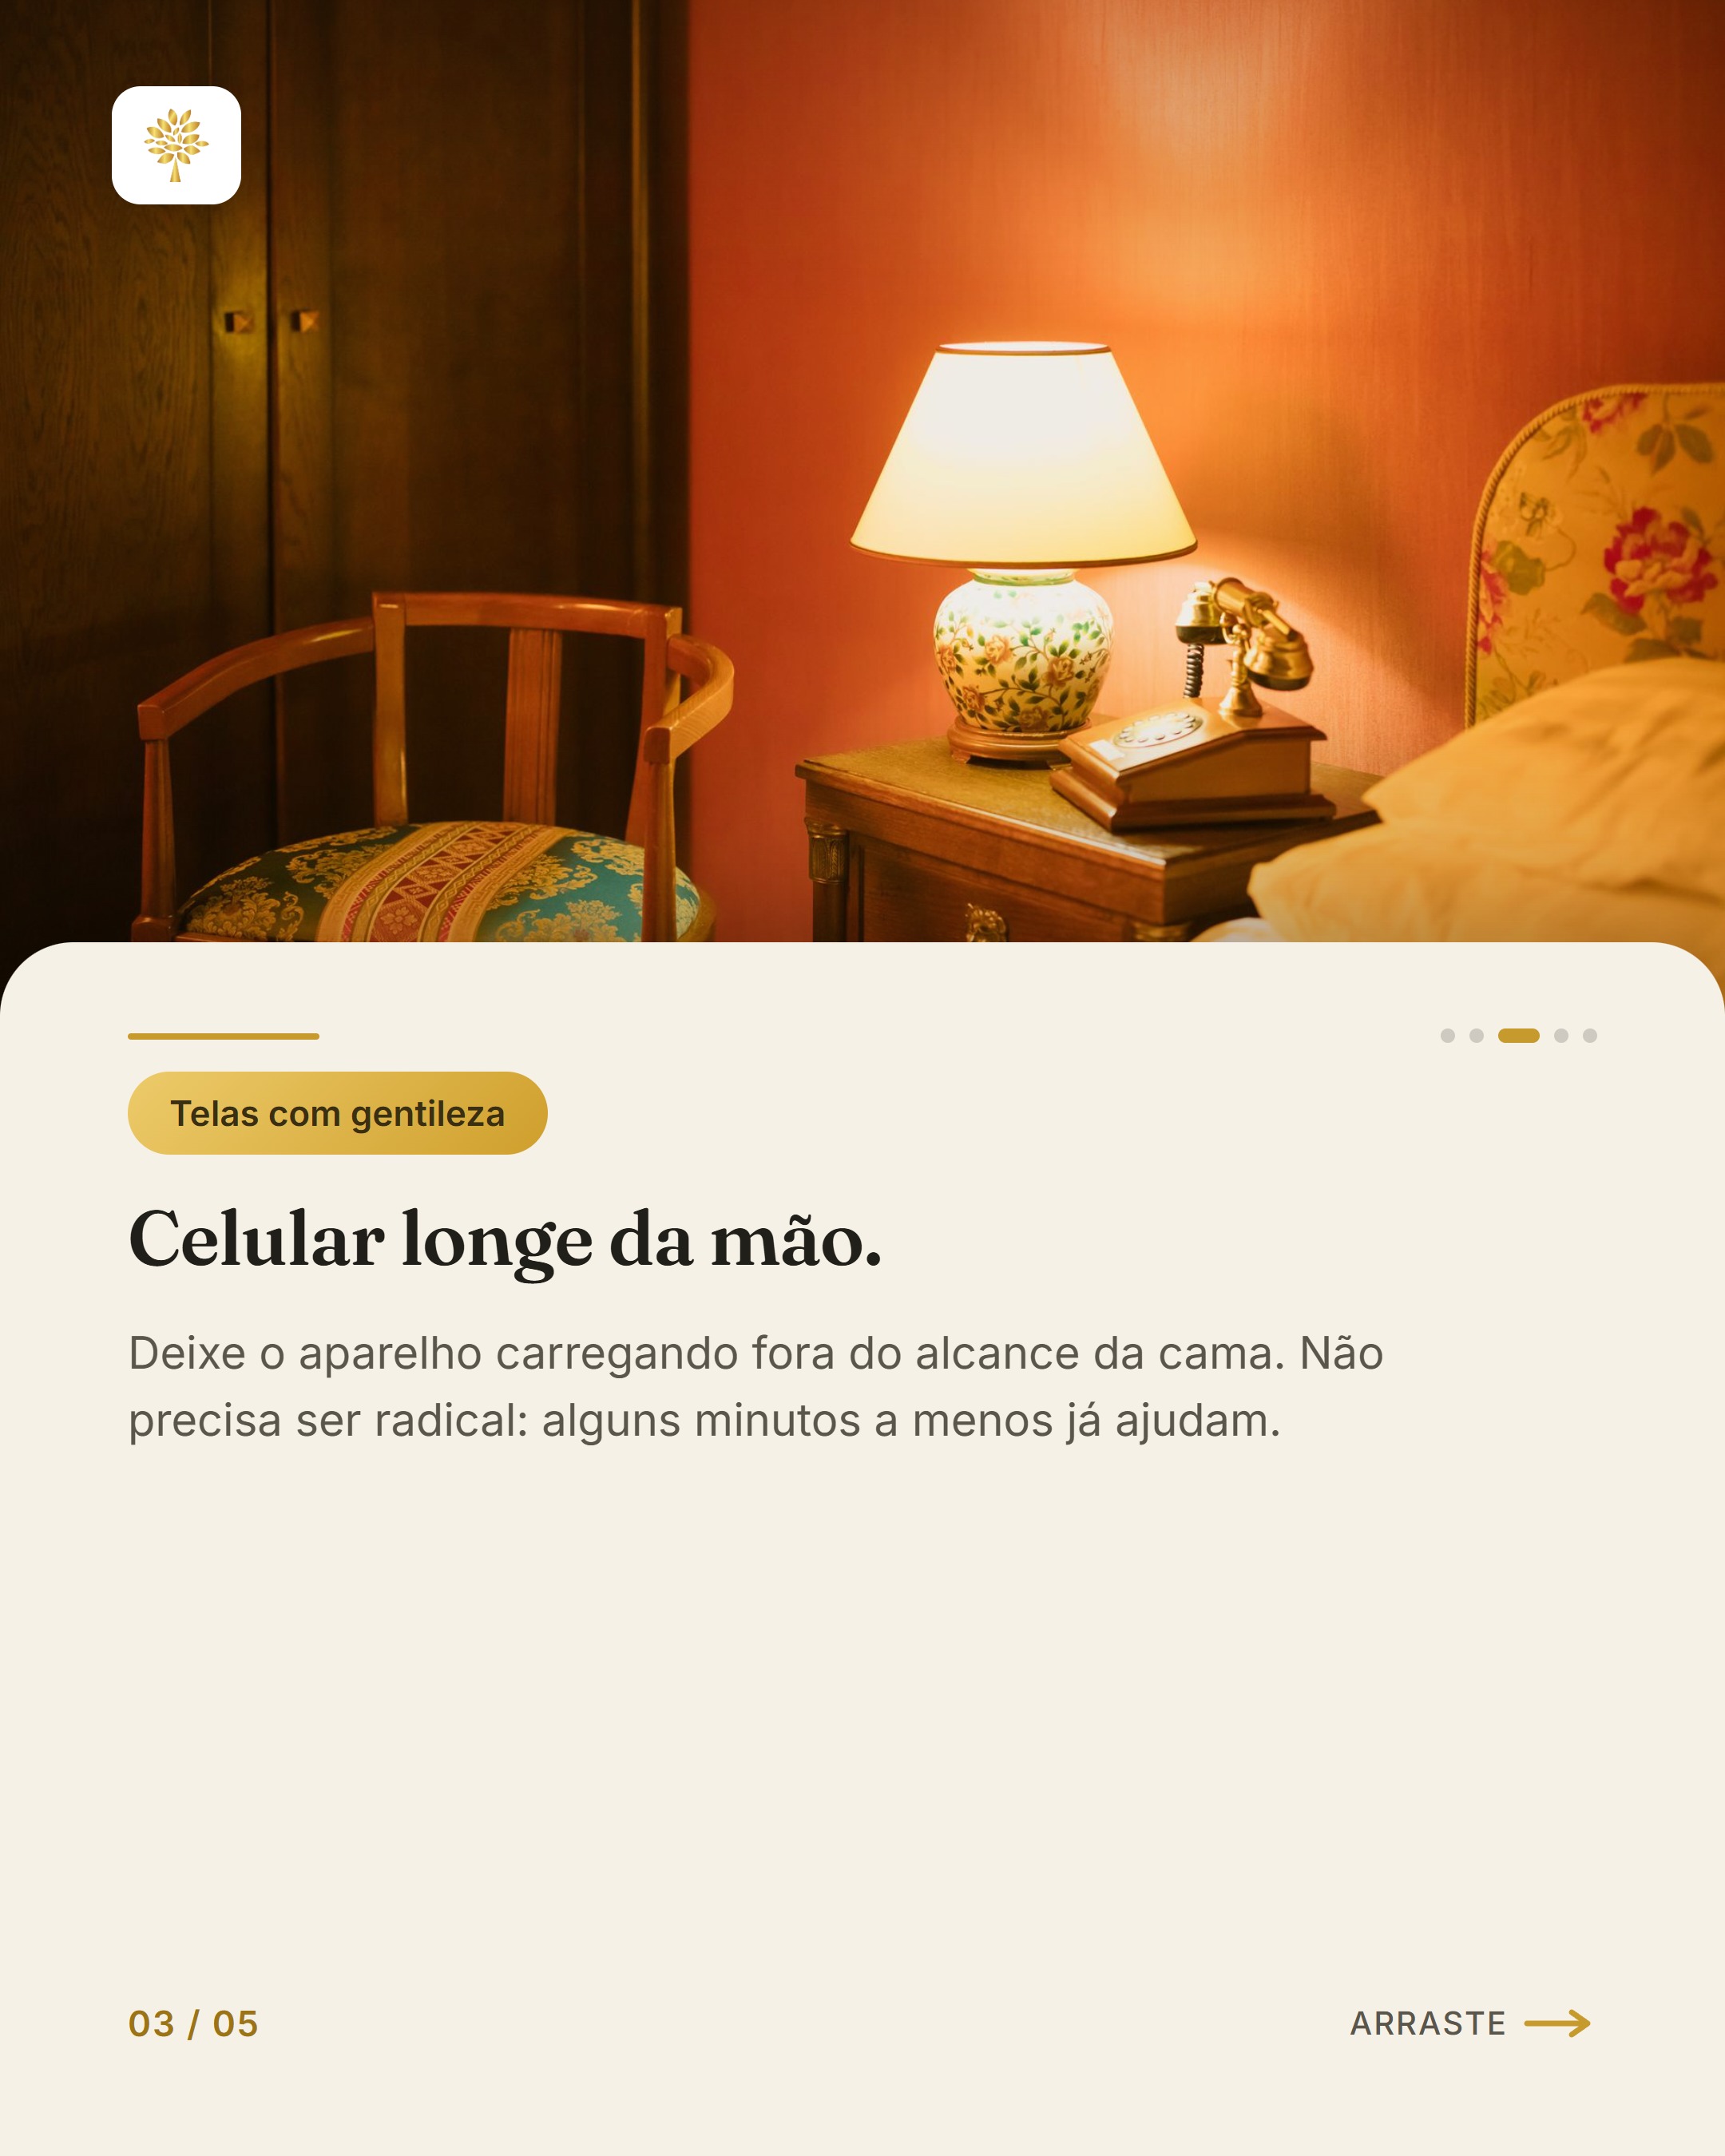 Telas com gentileza
Celular longe da mão.
Deixe o aparelho carregando fora do alcance da cama. Não
precisa ser radical: alguns minutos a menos já ajudam.
03 / 05
ARRASTE